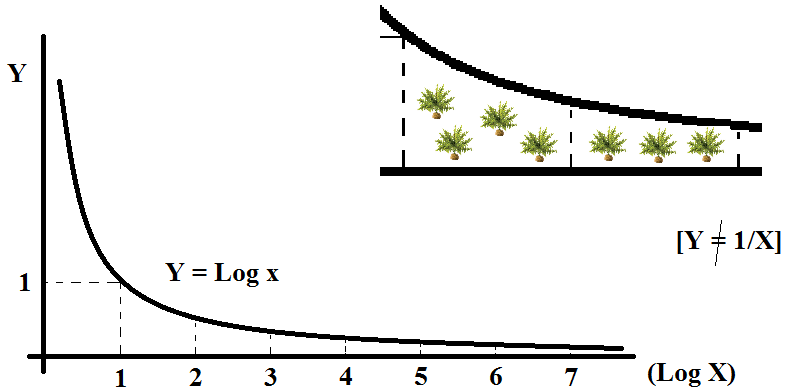 Y
[Y ≠ 1/X]
Y = Log x
1
1 2 3 4 5 6 7 (Log X)